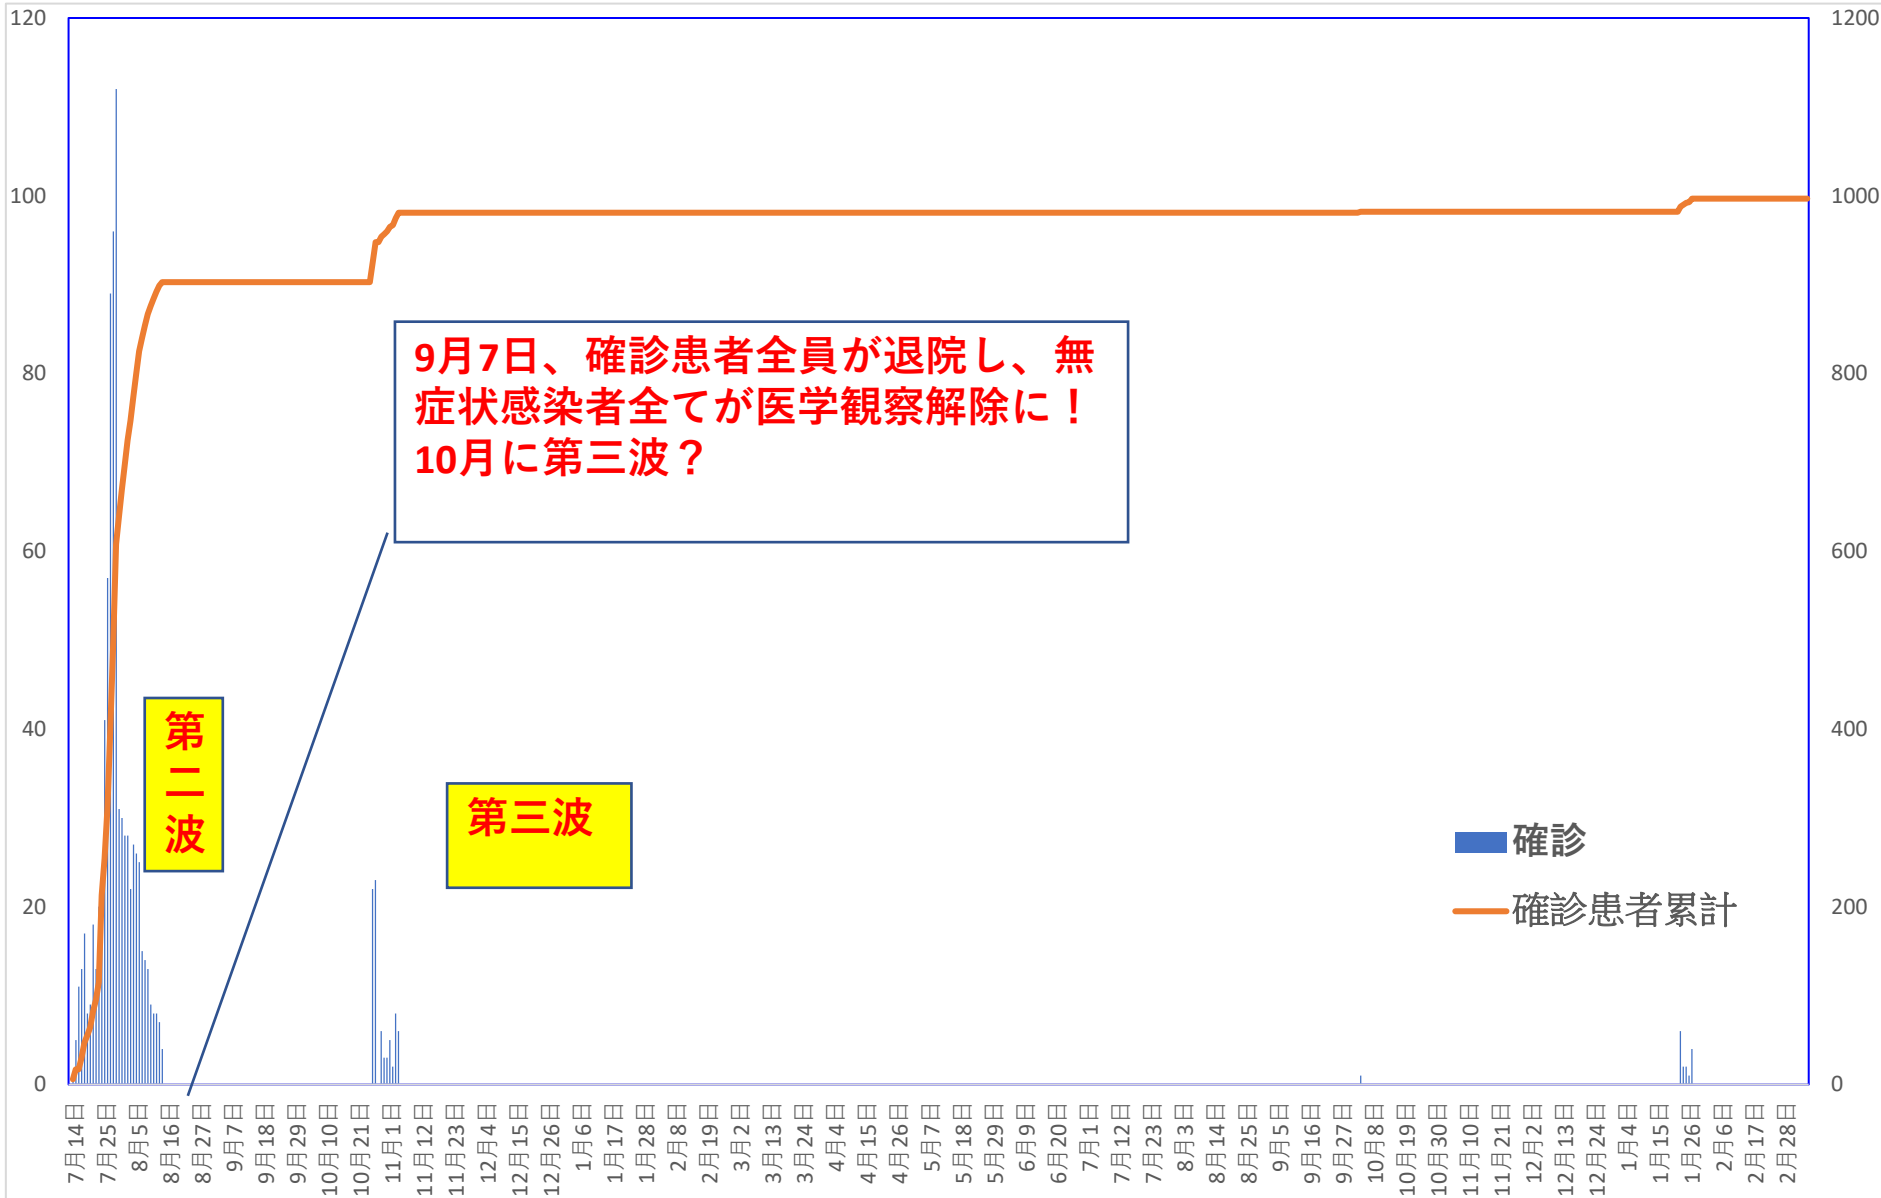 120
100
80
60
40
20
0
1200
1000
800
600
400
200
0
9月7日、確診患者全員が退院し、無
症状感染者全てが医学観察解除に！
10月に第三波？
第二波
第三波
確診
確診患者累計
7月14日
7月25日
8月5日
8月16日
8月27日
9月7日
9月18日
9月29日
10月10日
10月21日
11月1日
11月12日
11月23日
12月4日
12月15日
12月26日
1月6日
1月17日
1月28日
2月8日
2月19日
3月2日
3月13日
3月24日
4月4日
4月15日
4月26日
5月7日
5月18日
5月29日
6月9日
6月20日
7月1日
7月12日
7月23日
8月3日
8月14日
8月25日
9月5日
9月16日
9月27日
10月8日
10月19日
10月30日
11月10日
11月21日
12月2日
12月13日
12月24日
1月4日
1月15日
1月26日
2月6日
2月17日
2月28日